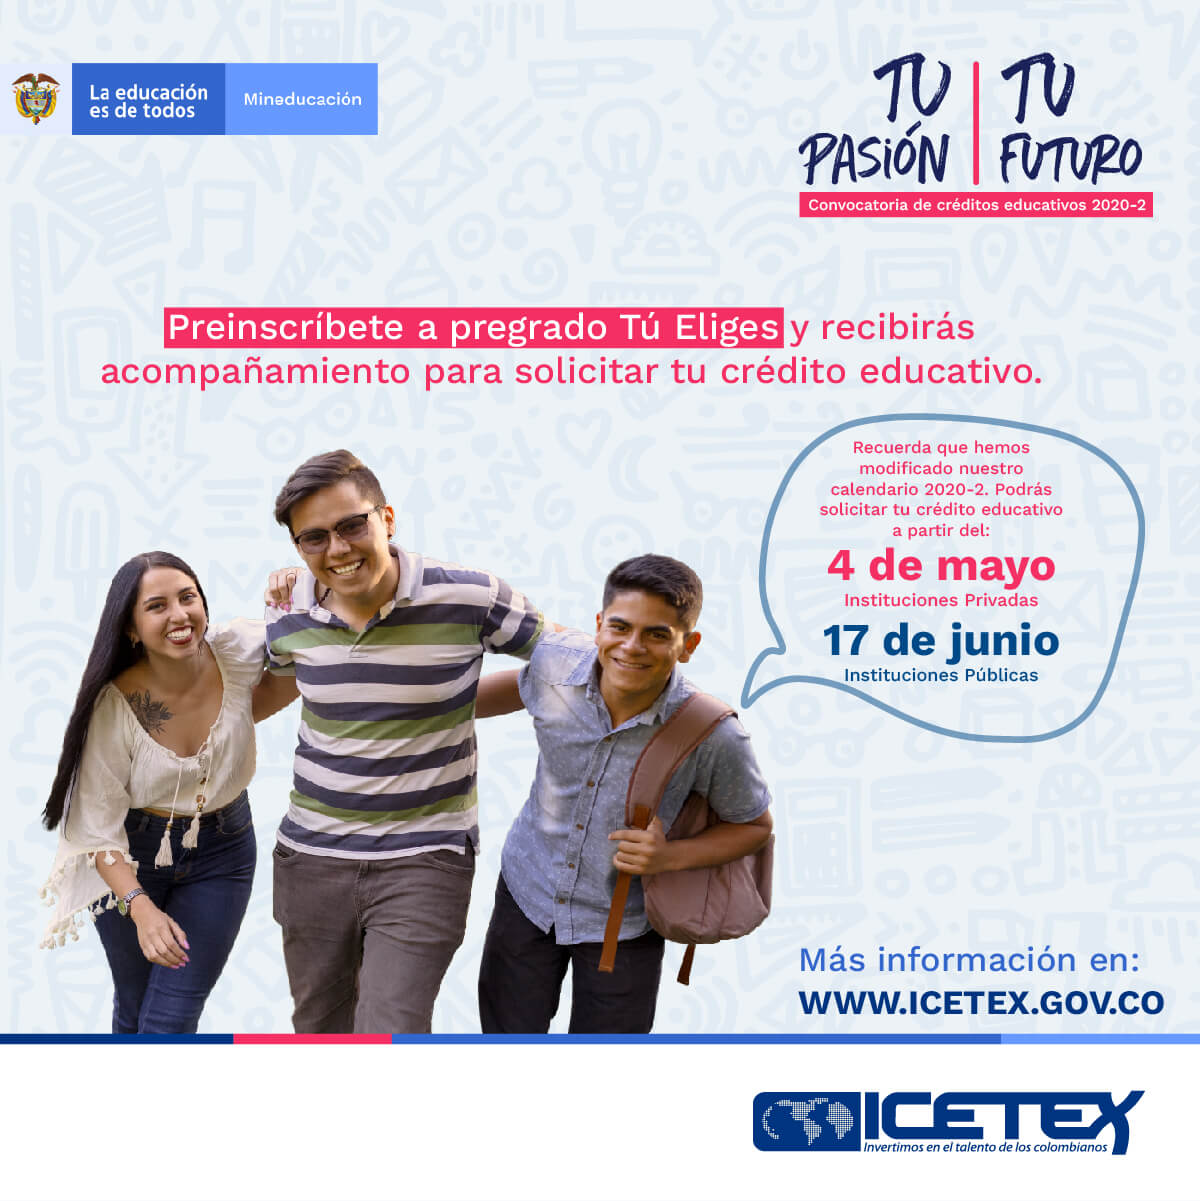 La educación
es de todos
Mineducación
TU
PASIÓN
TU
FUTURO
Convocatoria de créditos educativos 2020-2
Preinscríbete a pregrado Tú Eliges y recibirás
acompañamiento para solicitar tu crédito educativo.
Recuerda que hemos
modificado nuestro
calendario 2020-2. Podrás
solicitar tu crédito educativo
a partir del:
4 de mayo
Instituciones Privadas
17 de junio
Instituciones Públicas
Más información en:
WWW.ICETEX.GOV.CO
ICETEX
Invertimos en el talento de los colombianos